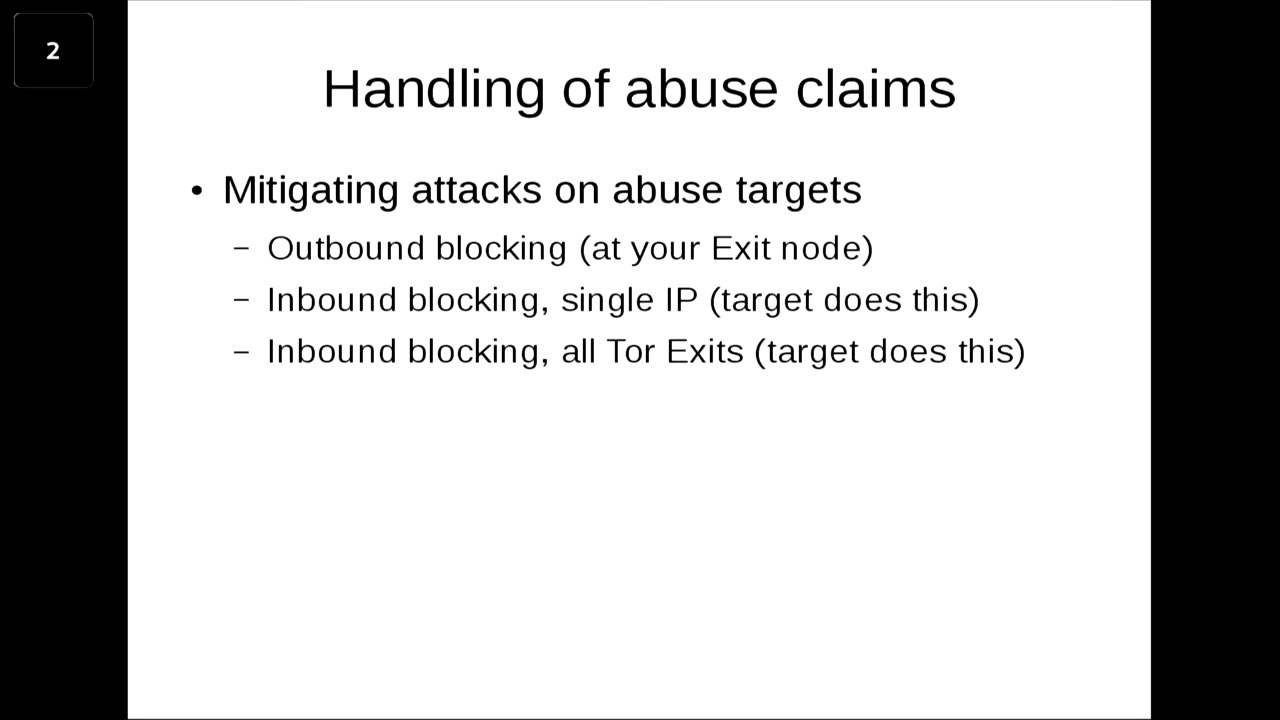 2
Handling of abuse claims
• Mitigating attacks on abuse targets
– Outbound blocking (at your Exit node)
– Inbound blocking, single IP (target does this)
– Inbound blocking, all Tor Exits (target does this)